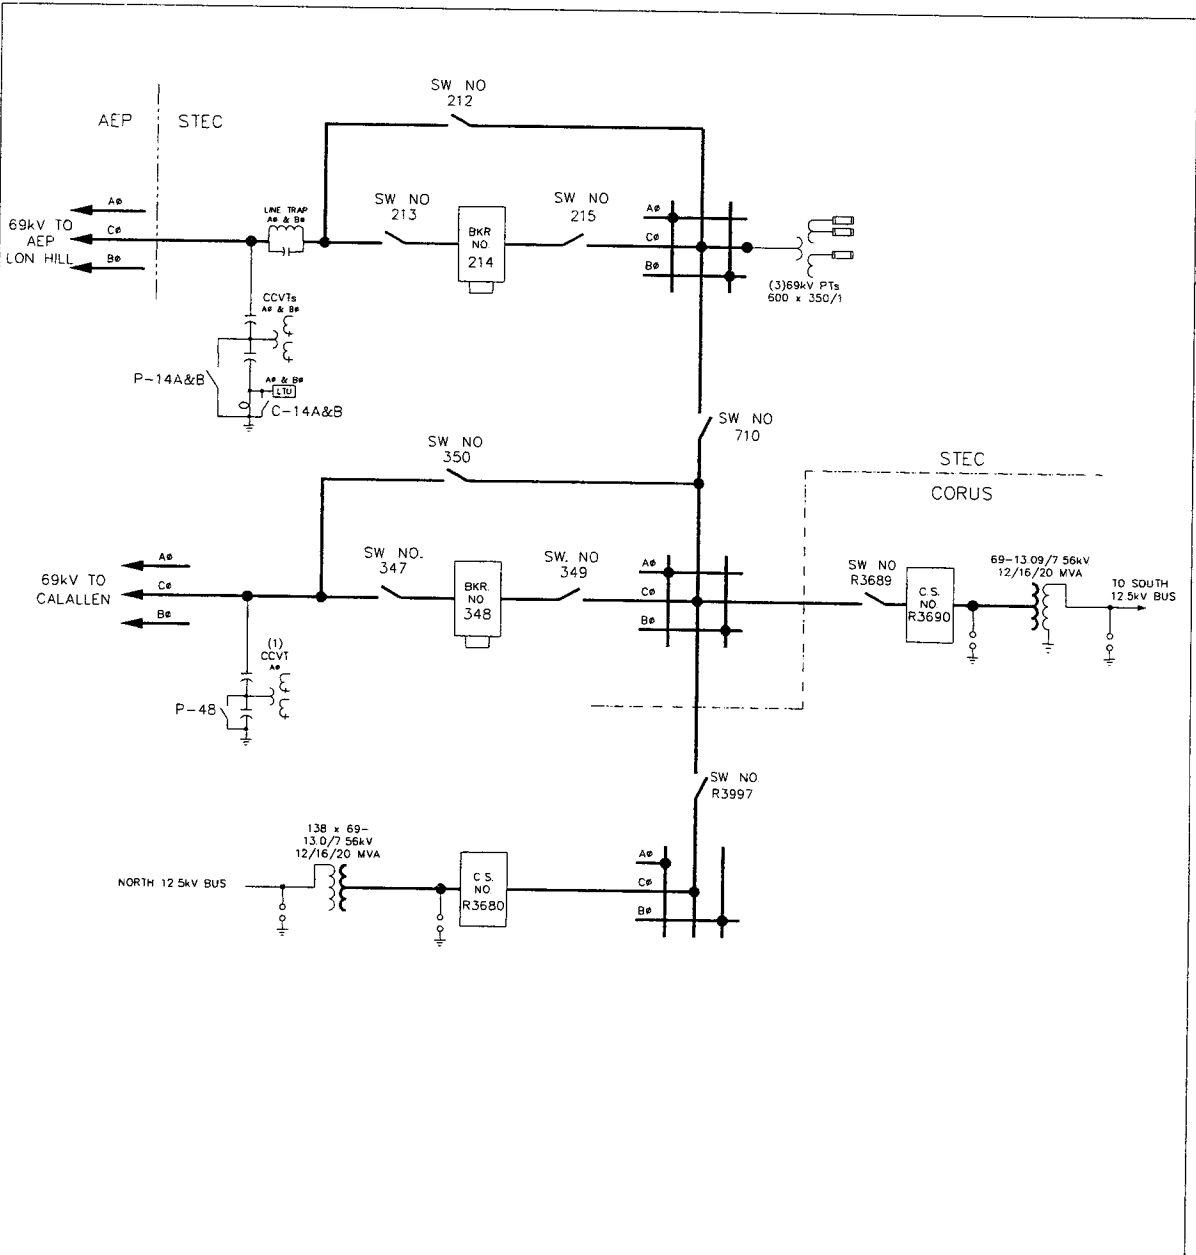 SW NO
212
AEP
STEC
AØ
69kV TO
AEP
LON HILL
CØ
BØ
LINE TRAP
AØ & BØ
SW NO
213
BKR
NO.
214
SW NO
215
AØ
CØ
BØ
(3)69kV PTs
600 x 350/1
CCVTs
AØ & BØ
P-14A&B
AØ & BØ
LTU
C-14A&B
SW NO
710
SW NO
350
STEC
CORUS
AØ
69kV TO
CALALLEN
CØ
BØ
SW NO.
347
BKR.
NO
348
SW. NO
349
AØ
CØ
BØ
SW NO
R3689
C.S.
NO.
R3690
69-13.09/7 56kV
12/16/20 MVA
TO SOUTH
12.5kV BUS
(1)
CCVT
AØ
P-48
SW NO.
R3997
138 x 69-
13.0/7 56kV
12/16/20 MVA
NORTH 12 5kV BUS
C S.
NO.
R3680
AØ
CØ
BØ